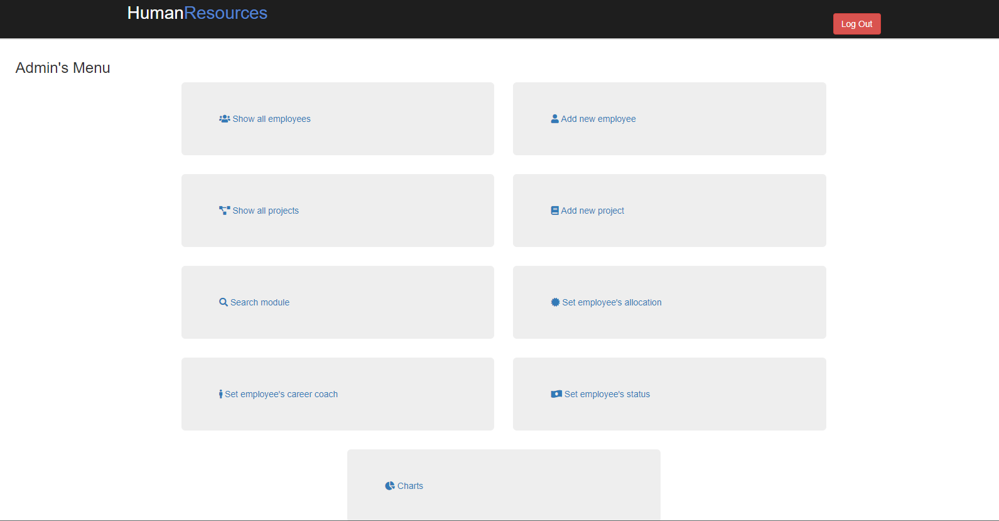 HumanResources
Log Out
Admin's Menu
Show all employees
Add new employee
Show all projects
Add new project
Search module
Set employee's allocation
Set employee's career coach
Set employee's status
Charts